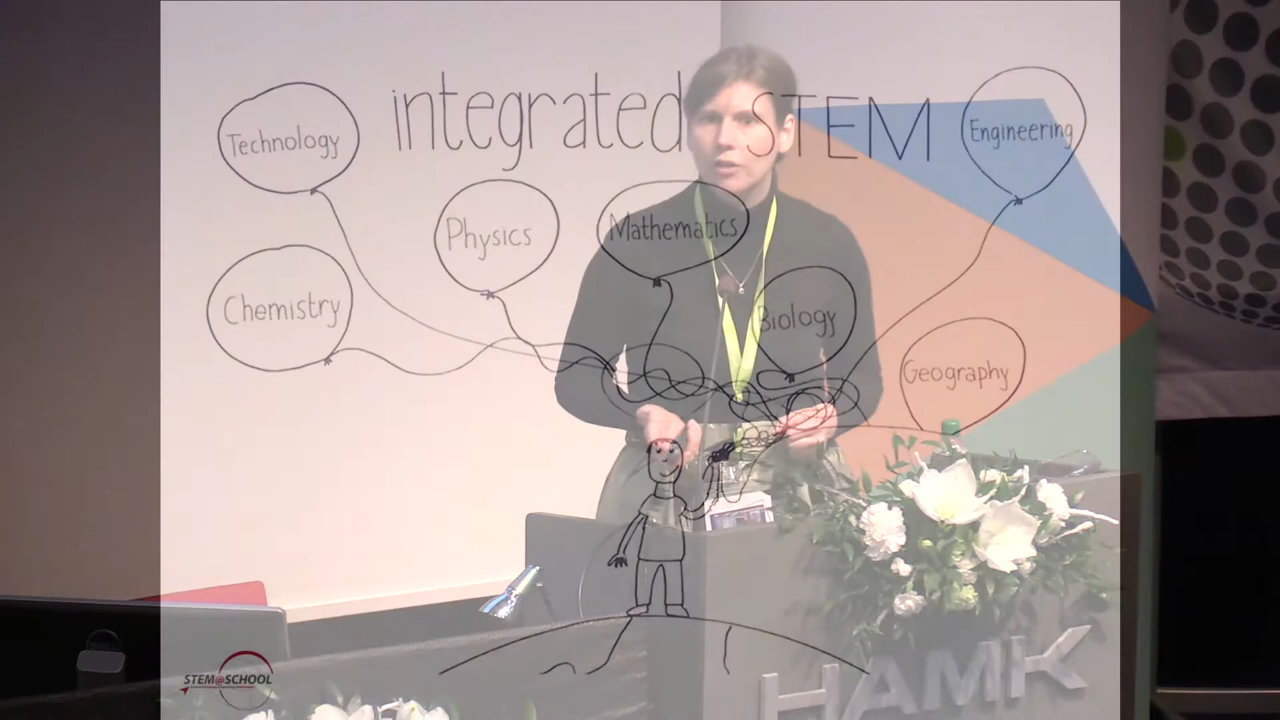 integrated STEM
Technology
Engineering
Physics
Mathematics
Chemistry
Biology
Geography
STEM@SCHOOL
HAMK